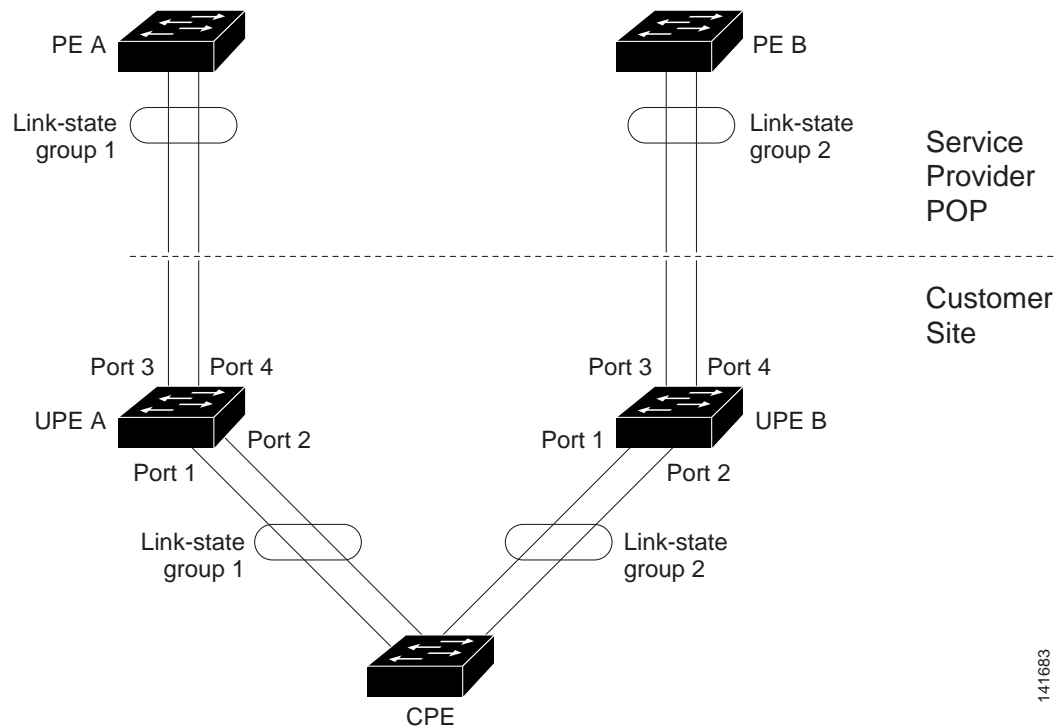 PE A
PE B
Link-state
group 1
Link-state
group 2
Service
Provider
POP
Customer
Site
Port 3
Port 4
Port 3
Port 4
UPE A
UPE B
Port 2
Port 1
Port 1
Port 2
Link-state
group 1
Link-state
group 2
CPE
141683